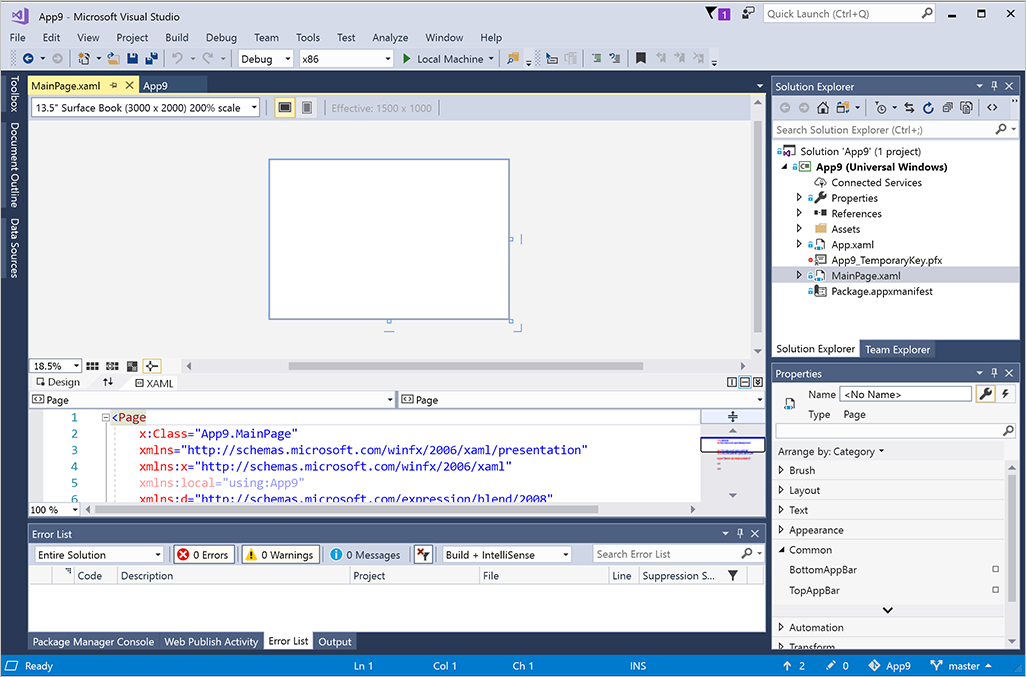 App9 - Microsoft Visual Studio
1
Quick Launch (Ctrl+Q)
File Edit View Project Build Debug Team Tools Test Analyze Window Help
Debug x86 Local Machine
Toolbox
Document Outline
Data Sources
MainPage.xaml App9
13.5" Surface Book (3000 x 2000) 200% scale Effective: 1500 x 1000
18.5%
Design XAML
Page Page
1 <Page
2 x:Class="App9.MainPage"
3 xmlns="http://schemas.microsoft.com/winfx/2006/xaml/presentation"
4 xmlns:x="http://schemas.microsoft.com/winfx/2006/xaml"
5 xmlns:local="using:App9"
6 xmlns:d="http://schemas.microsoft.com/expression/blend/2008"
100 %
Error List
Entire Solution 0 Errors 0 Warnings 0 Messages Build + IntelliSense Search Error List
Code Description Project File Line Suppression S...
Package Manager Console Web Publish Activity Error List Output
Solution Explorer
Search Solution Explorer (Ctrl+;)
Solution 'App9' (1 project)
App9 (Universal Windows)
Connected Services
Properties
References
Assets
App.xaml
App9_TemporaryKey.pfx
MainPage.xaml
Package.appxmanifest
Solution Explorer Team Explorer
Properties
Name <No Name>
Type Page
Arrange by: Category
Brush
Layout
Text
Appearance
Common
BottomAppBar
TopAppBar
Automation
Transform
Ready Ln 1 Col 1 Ch 1 INS 2 0 App9 master